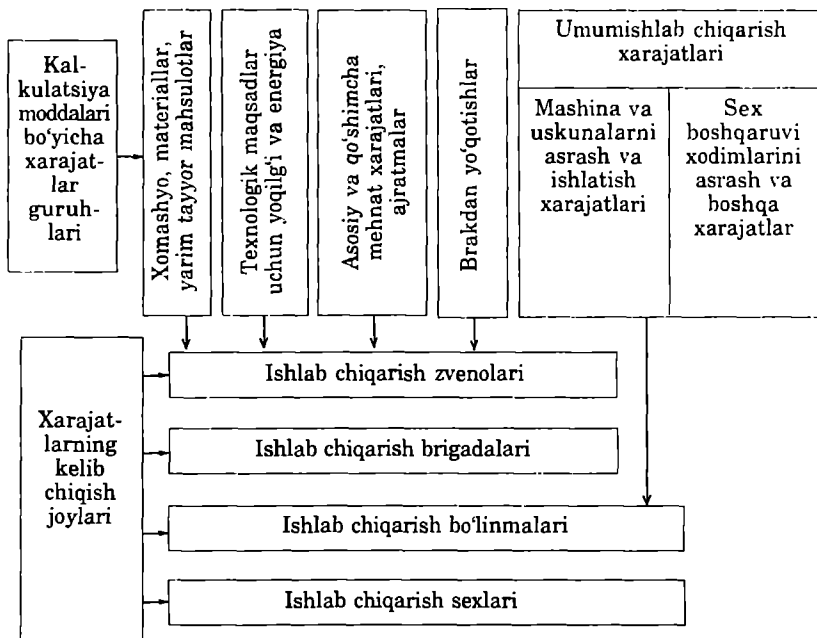 Kal-
kulatsiya
moddalari
bo'yicha
xarajat-
lar
guruh-
lari
Xomashyo, materiallar,
yarim tayyor mahsulotlar
Texnologik maqsadlar
uchun yoqilg'i va energiya
Asosiy va qo'shimcha
mehnat xarajatlari,
ajratmalar
Brakdan yo'qotishlar
Umumishlab chiqarish
xarajatlari
Mashina va
uskunalarni
asrash va
ishlatish
xarajatlari
Sex
boshqaruvi
xodimlarini
asrash va
boshqa
xarajatlar
Xarajat-
larning
kelib
chiqish
joylari
Ishlab chiqarish zvenolari
Ishlab chiqarish brigadalari
Ishlab chiqarish bo'linmalari
Ishlab chiqarish sexlari